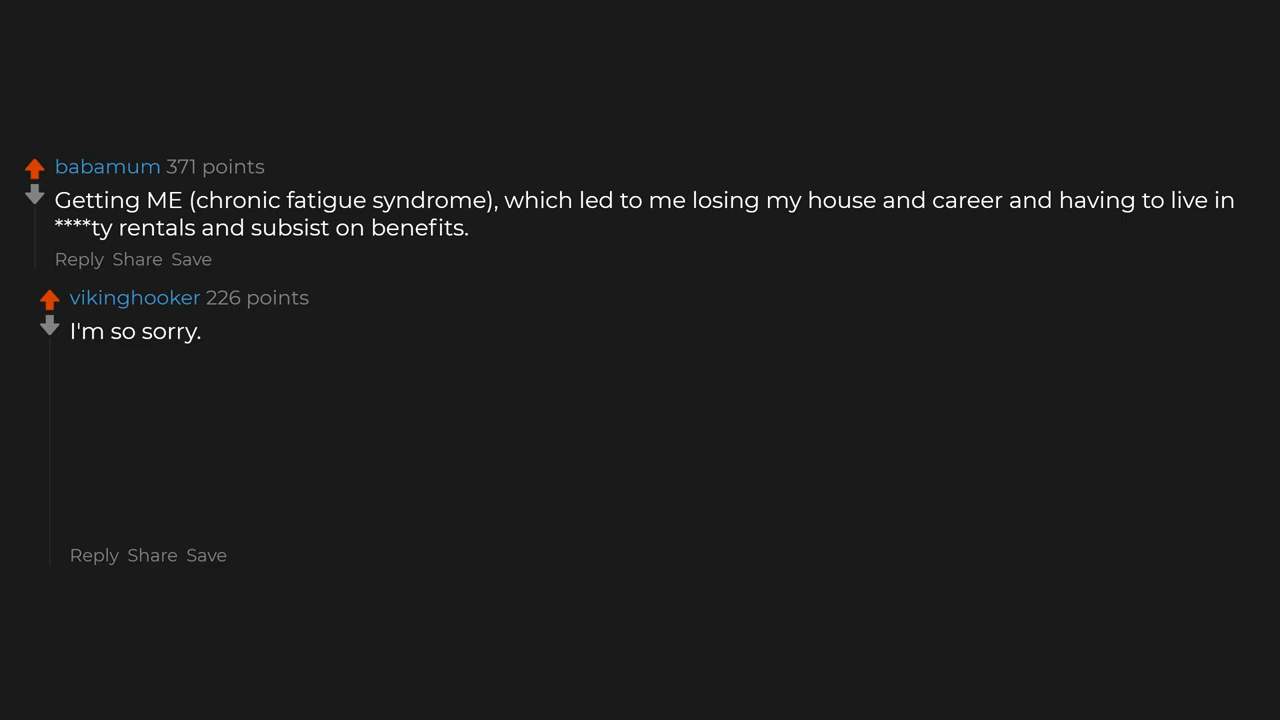 babamum 371 points
Getting ME (chronic fatigue syndrome), which led to me losing my house and career and having to live in
****ty rentals and subsist on benefits.
Reply Share Save
vikinghooker 226 points
I'm so sorry.
Reply Share Save